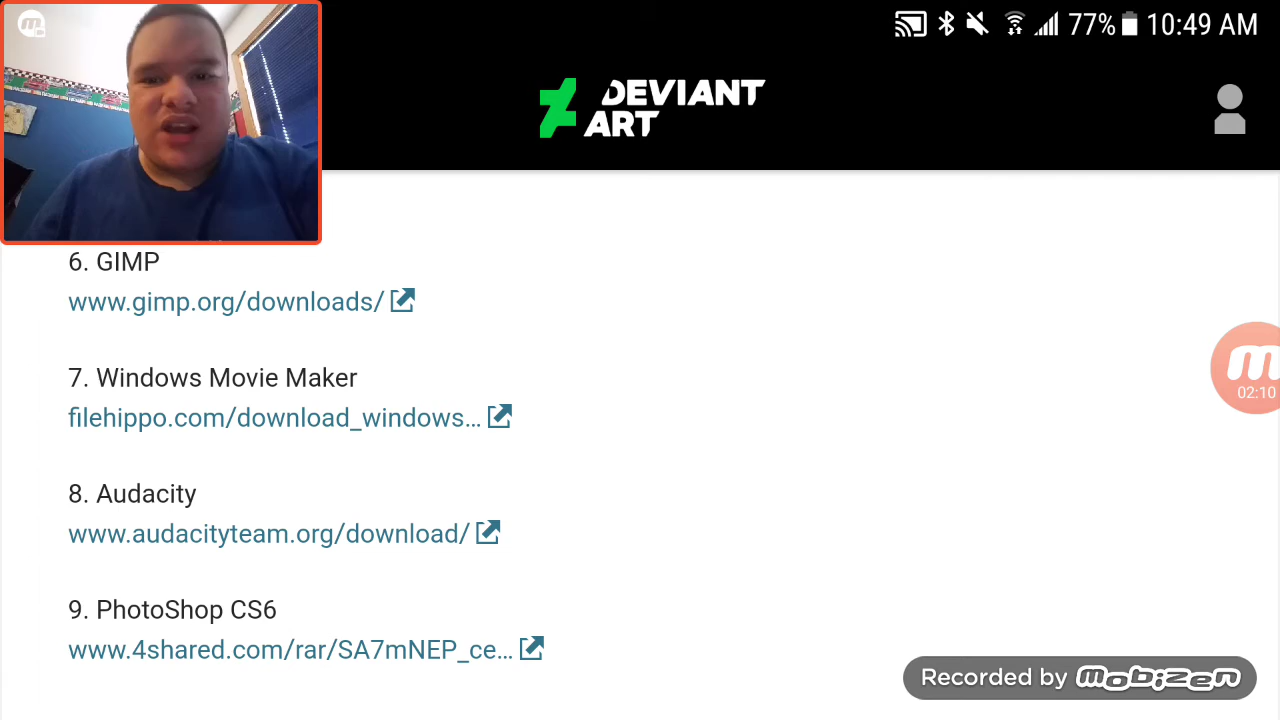 77% 10:49 AM
DEVIANT
ART
6. GIMP
www.gimp.org/downloads/
7. Windows Movie Maker
filehippo.com/download_windows...
02:10
8. Audacity
www.audacityteam.org/download/
9. PhotoShop CS6
www.4shared.com/rar/SA7mNEP_ce...
Recorded by mobizen